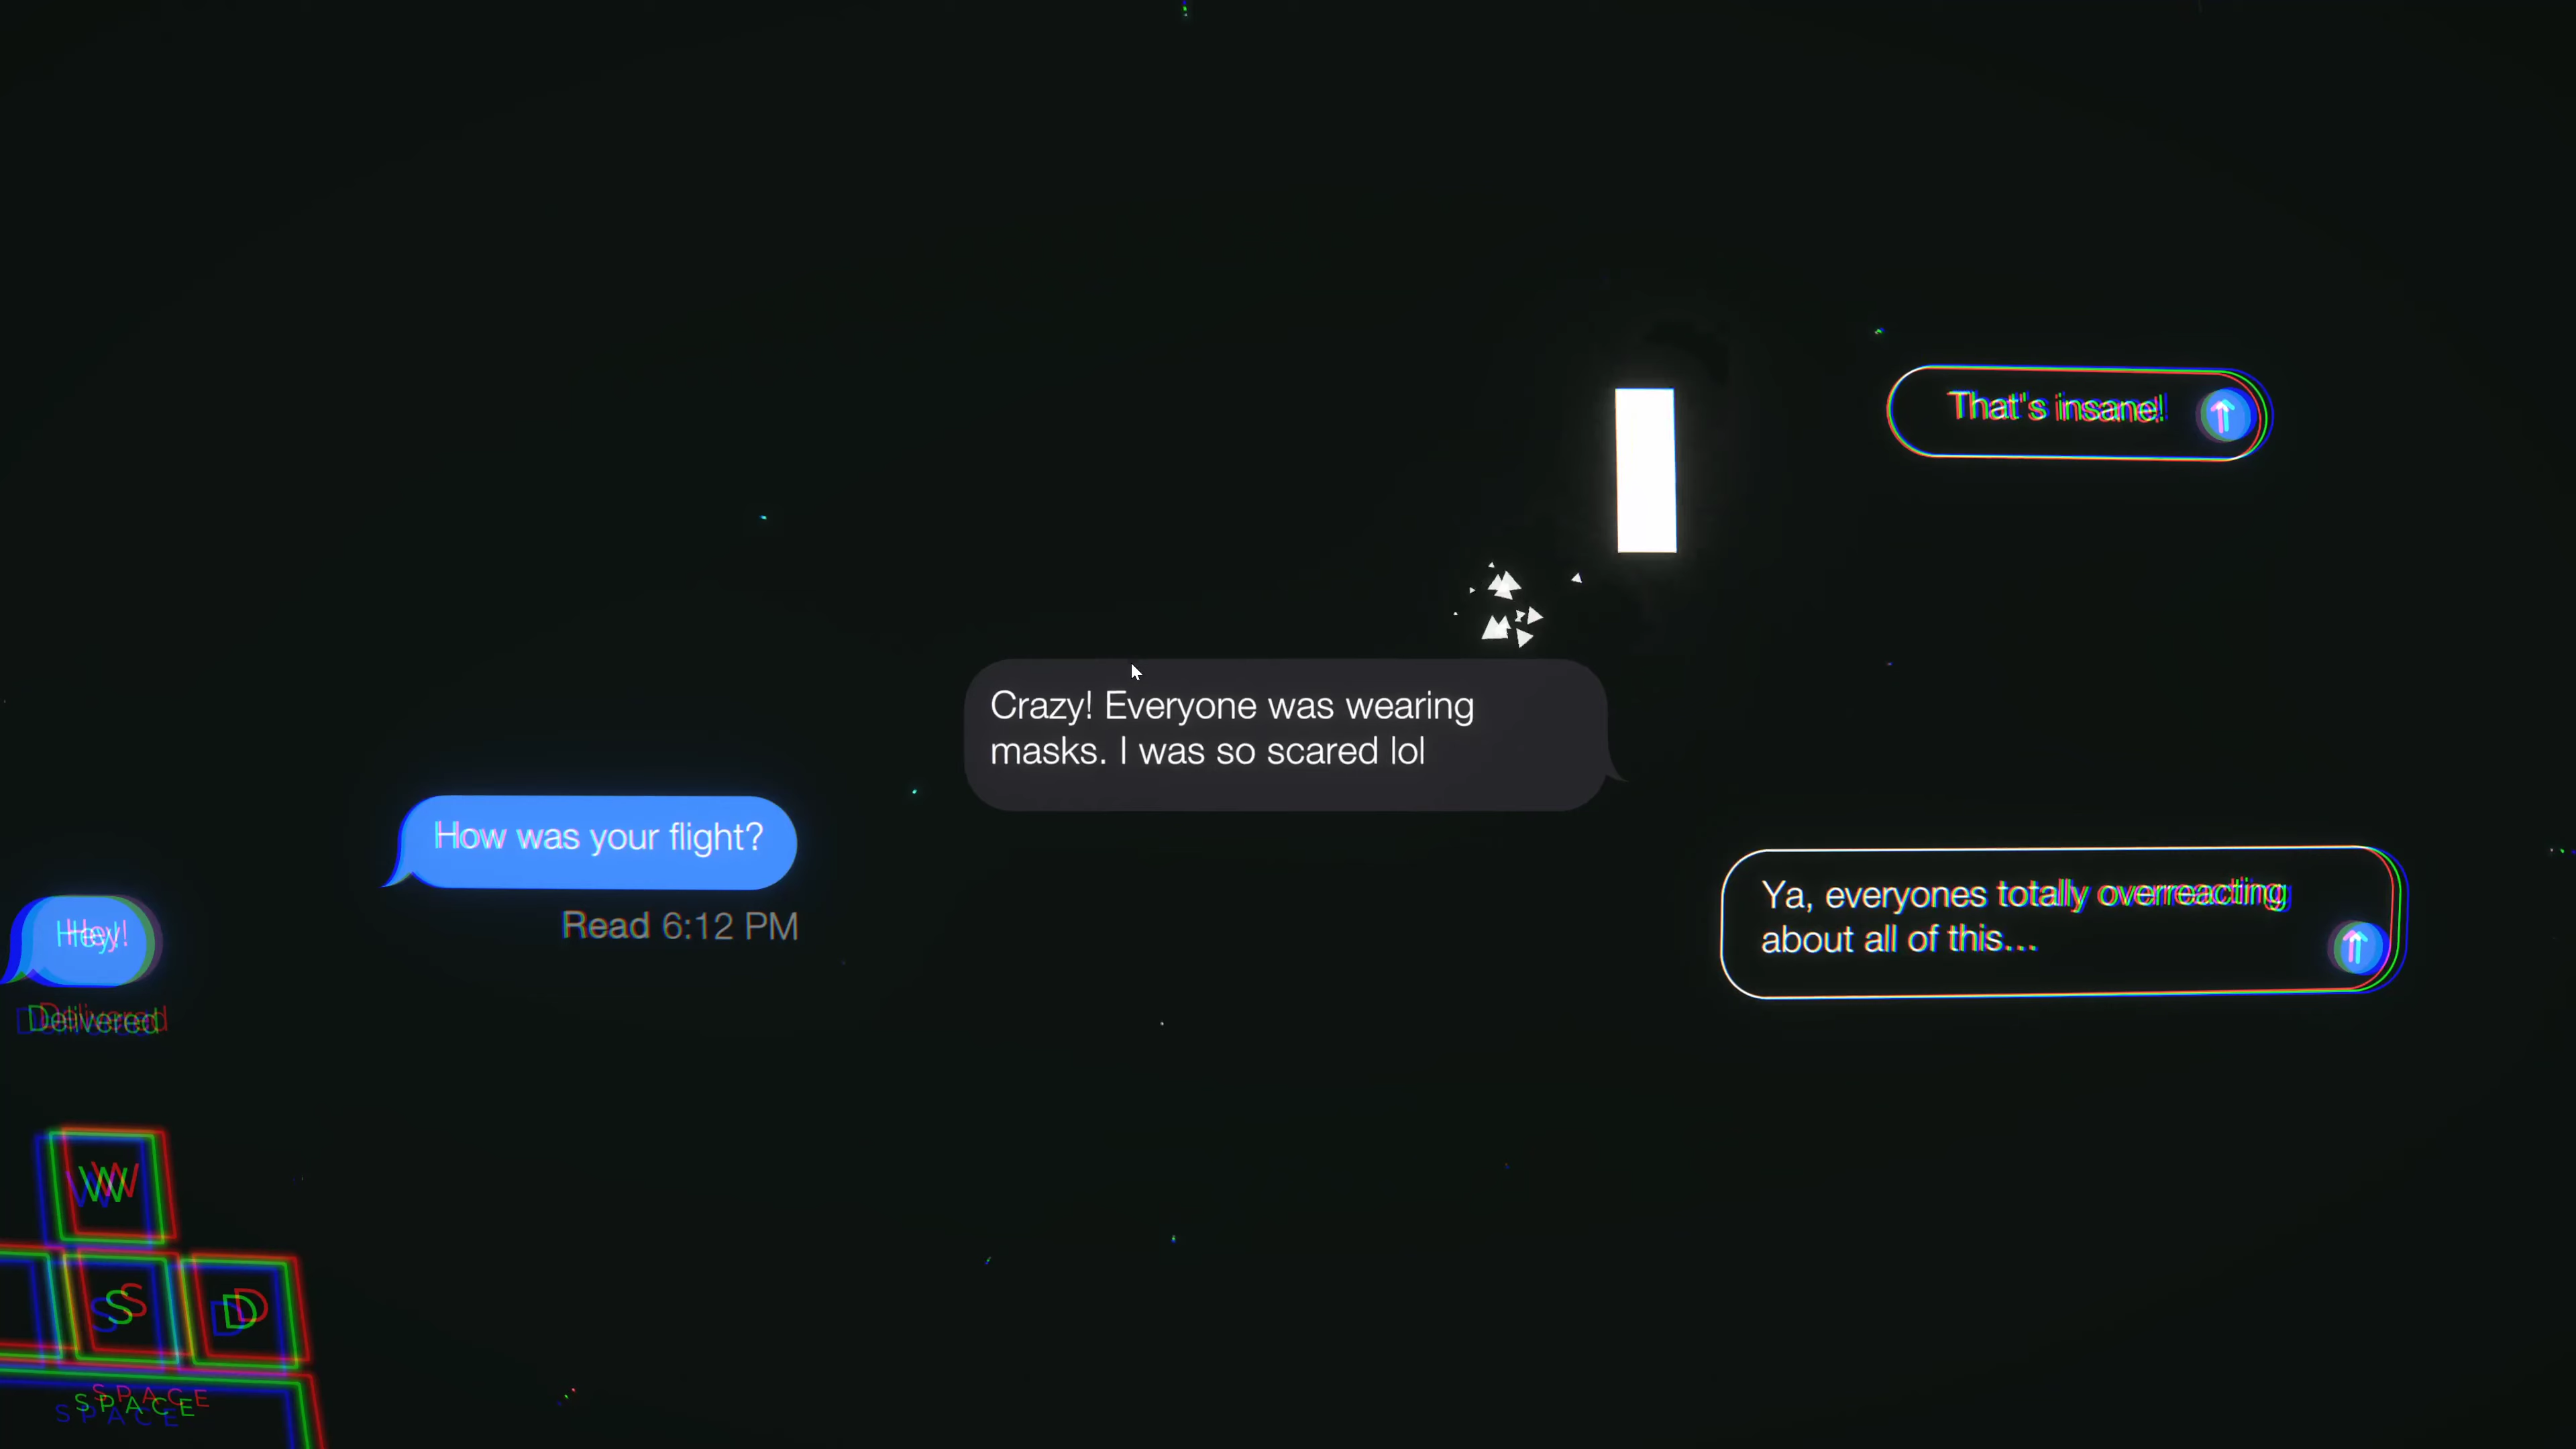 Hey!
Delivered
How was your flight?
Read 6:12 PM
Crazy! Everyone was wearing
masks. I was so scared lol
That's insane!
Ya, everyones totally overreacting
about all of this...
W
S
D
SPACE